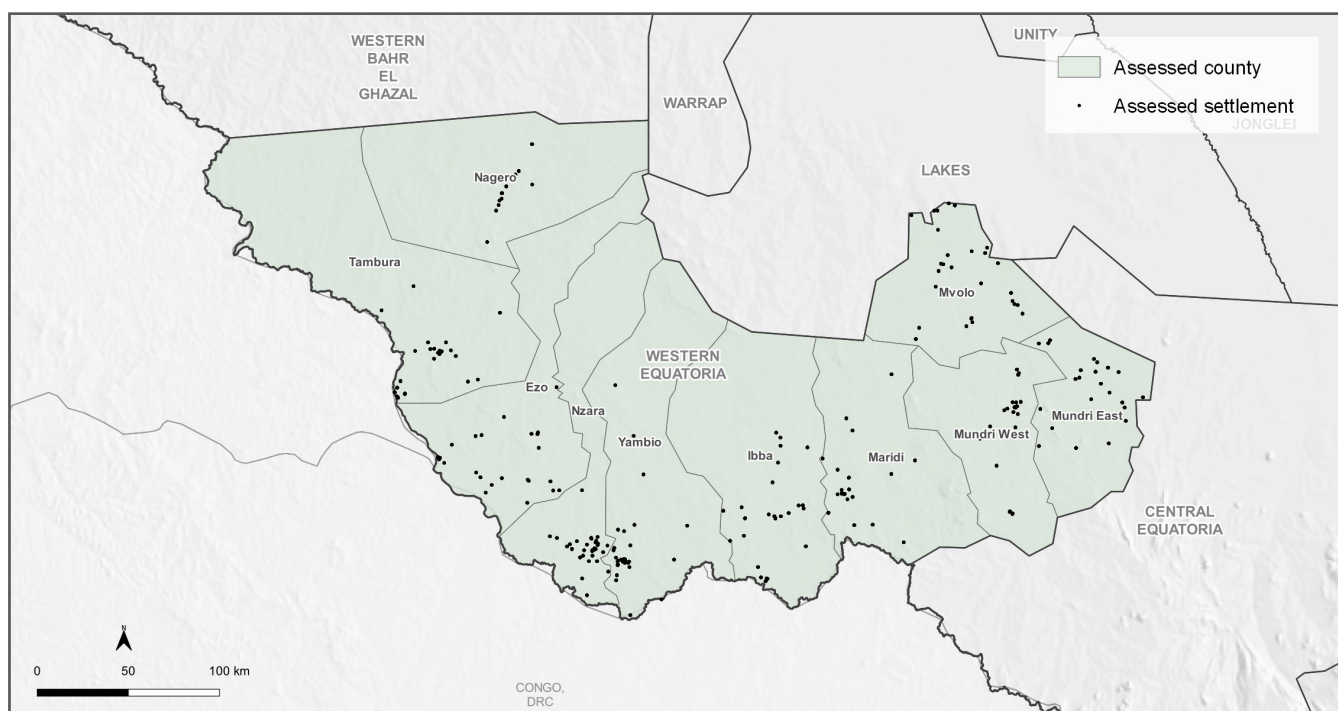 WESTERN
BAHR
EL
GHAZAL
UNITY
Assessed county
WARRAP
Assessed settlement
JONGLEI
LAKES
Nagero
Tambura
Mvolo
WESTERN
EQUATORIA
Ezo
Nzara
Mundri East
Yambio
Mundri West
Ibba
Maridi
CENTRAL
EQUATORIA
N
0 50 100 km
CONGO,
DRC